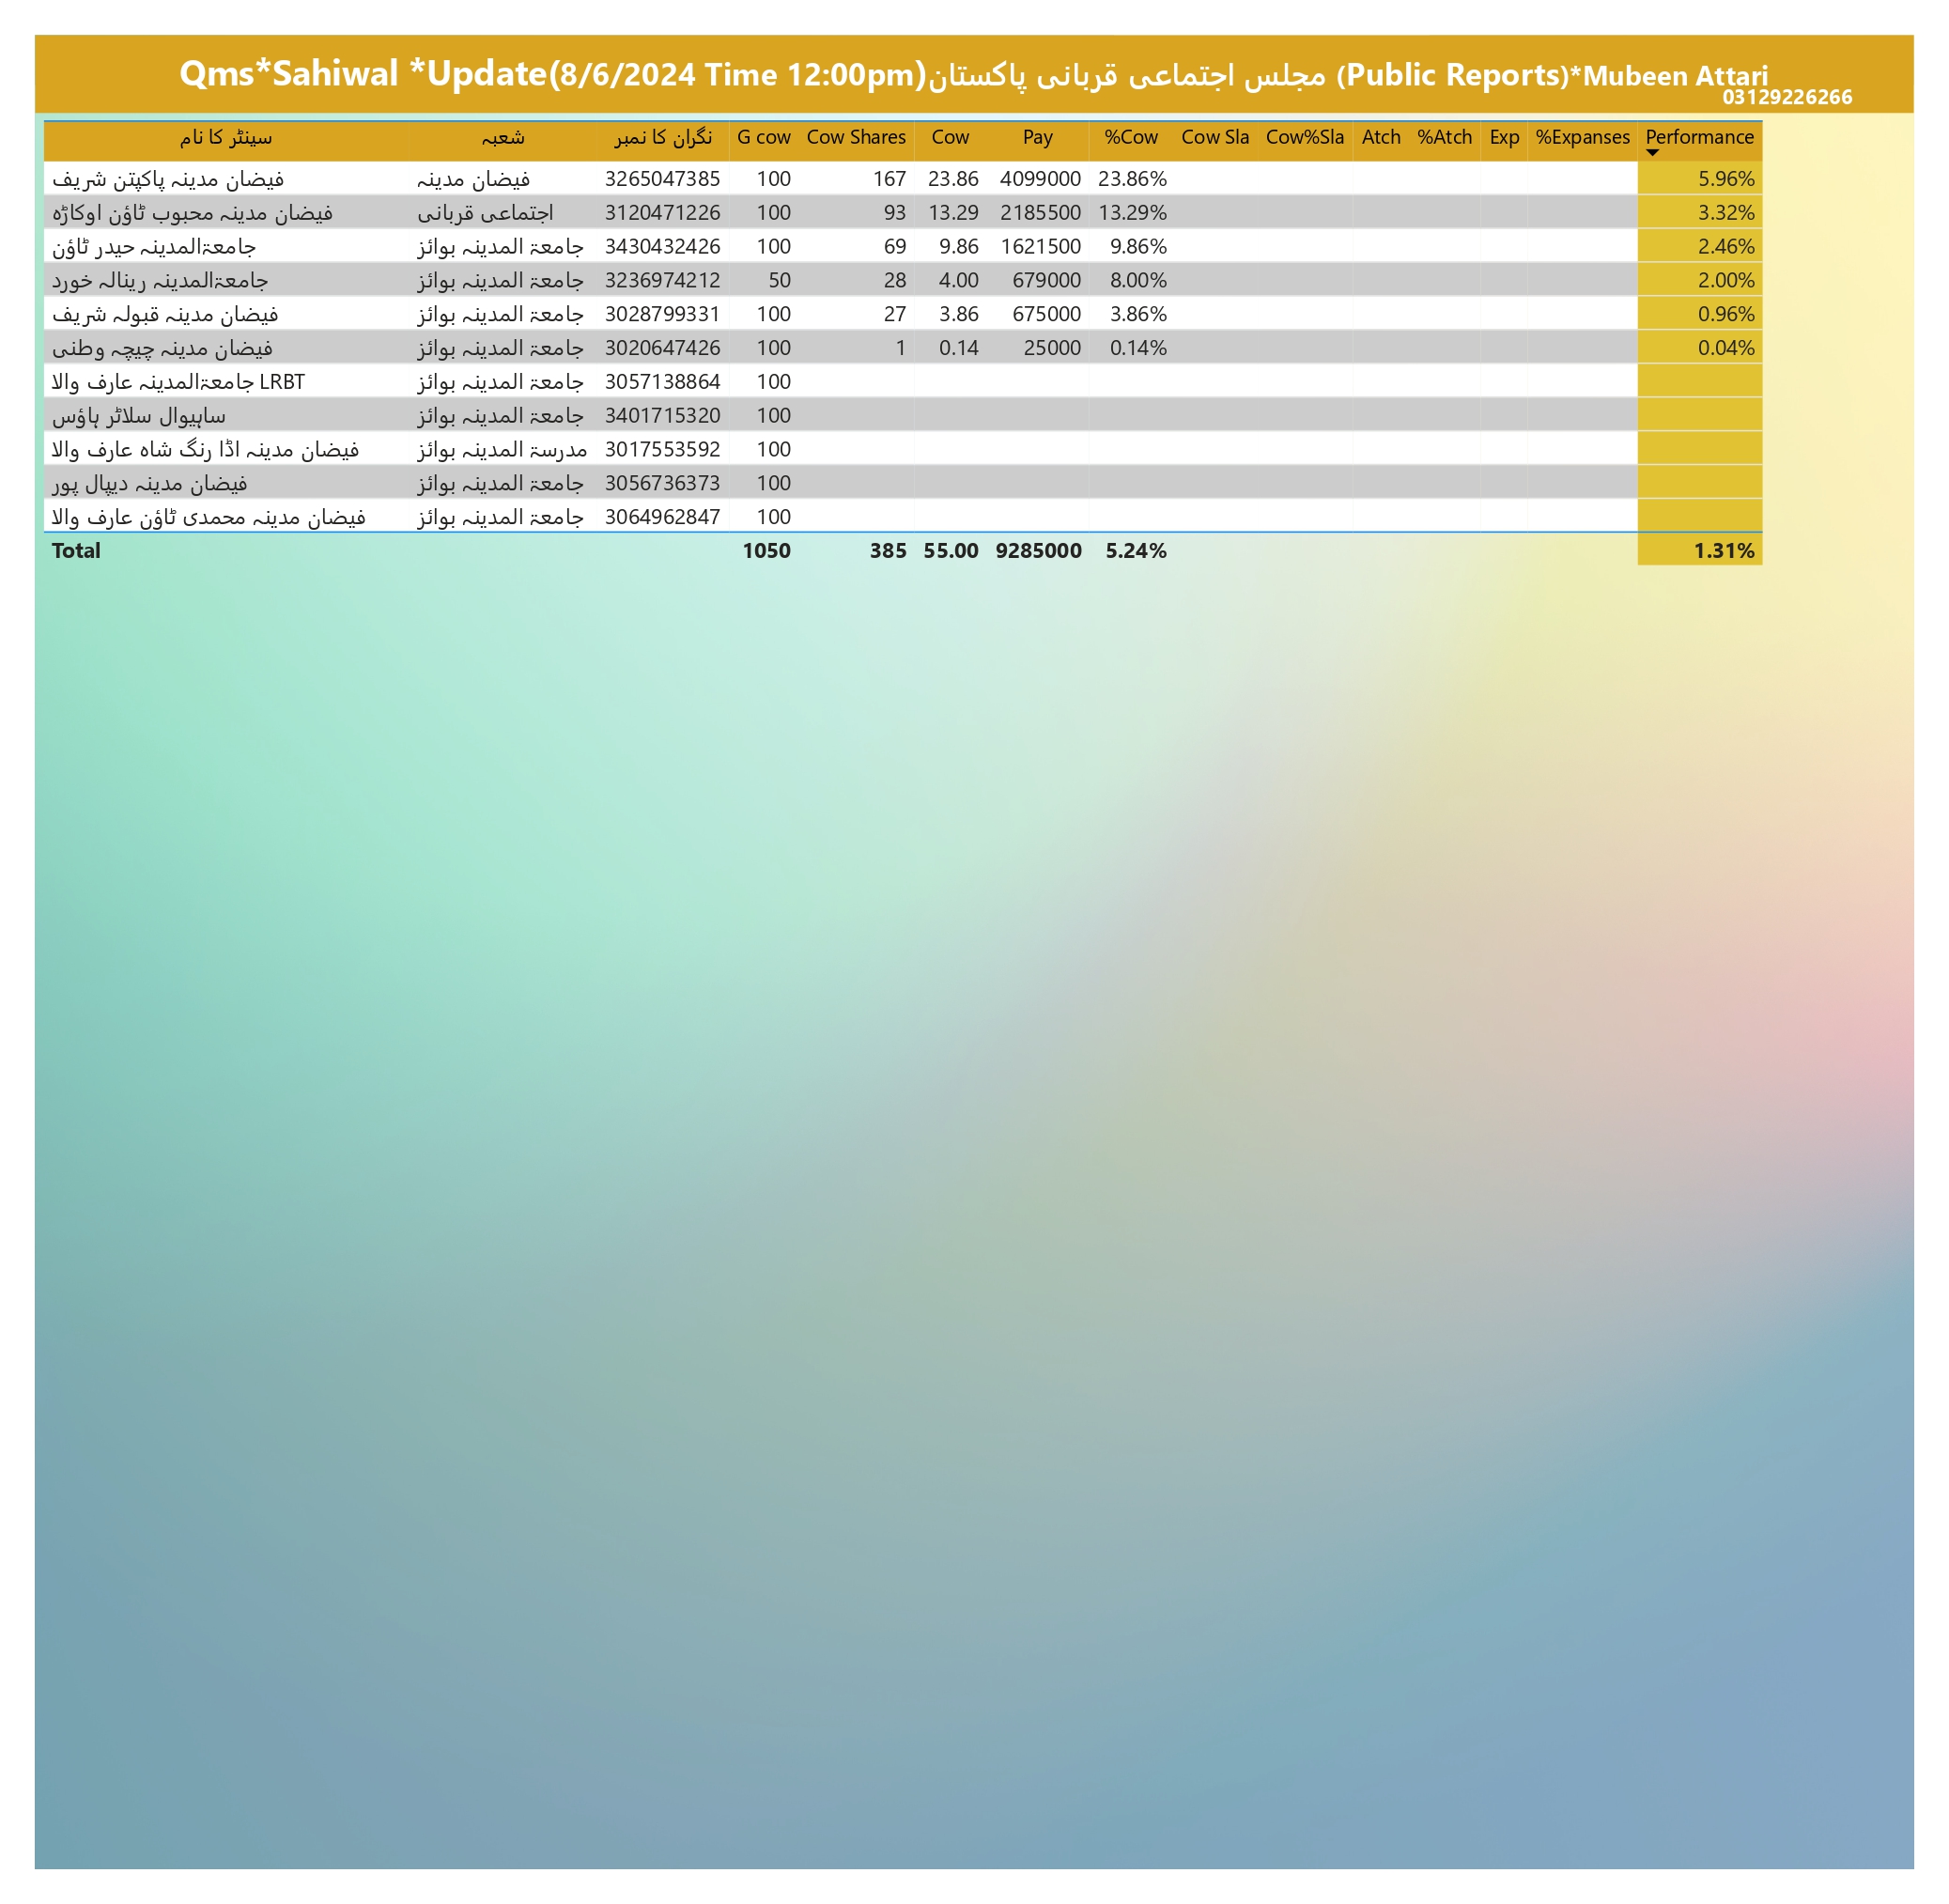 Qms*Sahiwal *Update(8/6/2024 Time 12:00pm)مجلس اجتماعی قربانی پاکستان (Public Reports)*Mubeen Attari
03129226266
سینٹر کا نام شعبہ نگران کا نمبر G cow Cow Shares Cow Pay %Cow Cow Sla Cow%Sla Atch %Atch Exp %Expanses Performance
فیضان مدینہ پاکپتن شریف فیضان مدینہ 3265047385 100 167 23.86 4099000 23.86% 5.96%
فیضان مدینہ محبوب ٹاؤن اوکاڑہ اجتماعی قربانی 3120471226 100 93 13.29 2185500 13.29% 3.32%
جامعۃالمدینہ حیدر ٹاؤن جامعۃ المدینہ بوائز 3430432426 100 69 9.86 1621500 9.86% 2.46%
جامعۃالمدینہ رینالہ خورد جامعۃ المدینہ بوائز 3236974212 50 28 4.00 679000 8.00% 2.00%
فیضان مدینہ قبولہ شریف جامعۃ المدینہ بوائز 3028799331 100 27 3.86 675000 3.86% 0.96%
فیضان مدینہ چیچہ وطنی جامعۃ المدینہ بوائز 3020647426 100 1 0.14 25000 0.14% 0.04%
جامعۃالمدینہ عارف والا LRBT جامعۃ المدینہ بوائز 3057138864 100
ساہیوال سلاٹر ہاؤس جامعۃ المدینہ بوائز 3401715320 100
فیضان مدینہ اڈا رنگ شاہ عارف والا مدرسۃ المدینہ بوائز 3017553592 100
فیضان مدینہ دیپال پور جامعۃ المدینہ بوائز 3056736373 100
فیضان مدینہ محمدی ٹاؤن عارف والا جامعۃ المدینہ بوائز 3064962847 100
Total 1050 385 55.00 9285000 5.24% 1.31%